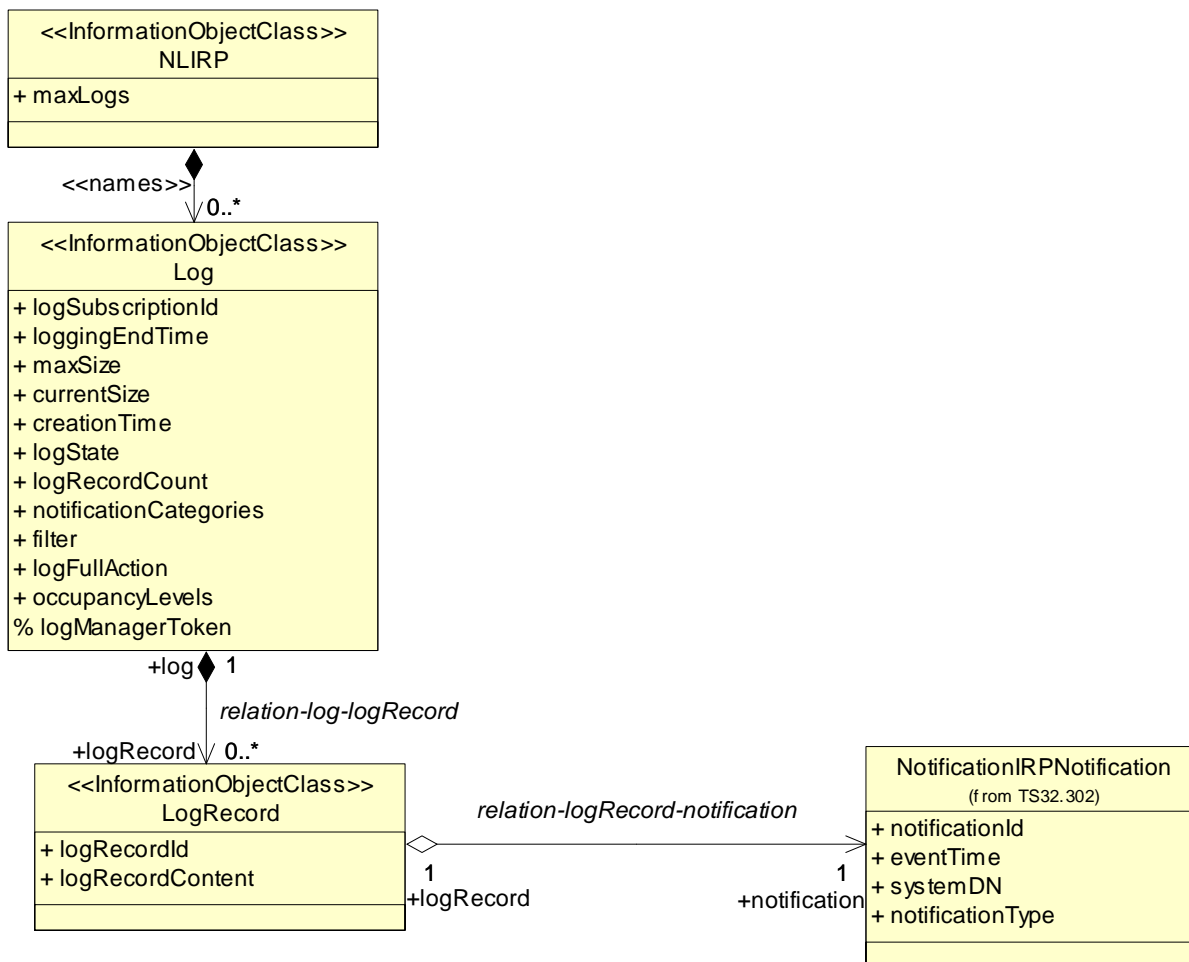 <<InformationObjectClass>>
NLIRP
+ maxLogs
<<names>>
0..*
<<InformationObjectClass>>
Log
+ logSubscriptionId
+ loggingEndTime
+ maxSize
+ currentSize
+ creationTime
+ logState
+ logRecordCount
+ notificationCategories
+ filter
+ logFullAction
+ occupancyLevels
% logManagerToken
+log 1
relation-log-logRecord
+logRecord 0..*
<<InformationObjectClass>>
LogRecord
+ logRecordId
+ logRecordContent
relation-logRecord-notification
1
+logRecord
1
+notification
NotificationIRPNotification
(from TS32.302)
+ notificationId
+ eventTime
+ systemDN
+ notificationType